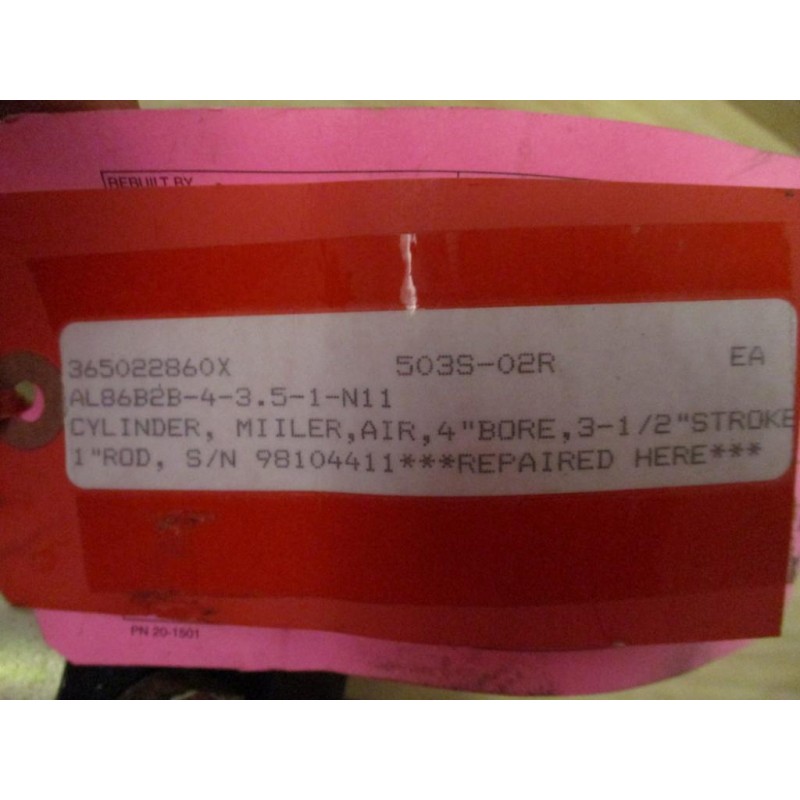 REBUILT BY
365022860X 503S-02R EA
AL86B2B-4-3.5-1-N11
CYLINDER, MIILER,AIR,4"BORE,3-1/2"STROKE
1"ROD, S/N 98104411***REPAIRED HERE***
PN 20-1501